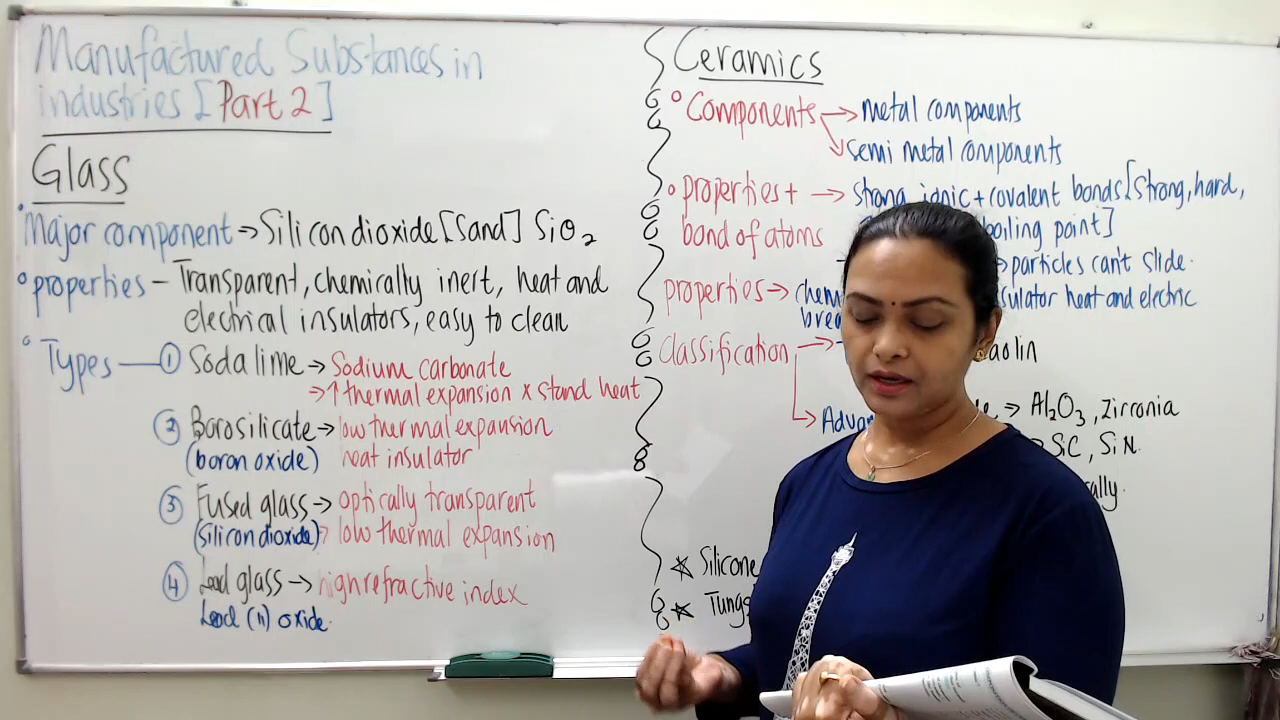 Manufactured Substances in
industries [Part 2]
Glass
Major component → Silicon dioxide [Sand] SiO2
properties – Transparent, chemically inert, heat and
electrical insulators, easy to clean
Types — ① Soda lime → Sodium carbonate
→ ↑ thermal expansion x stand heat
② Borosilicate → low thermal expansion
(boron oxide) heat insulator
③ Fused glass → optically transparent
(silicon dioxide) → low thermal expansion
④ Lead glass → high refractive index
Lead (II) oxide
Ceramics
Components → metal components
semi metal components
properties + → strong ionic + covalent bonds [Strong, hard,
bond of atoms boiling point]
→ particles can't slide.
properties → heat and electric
Classification →
→ Al2O3, Zirconia
→ SC, SiN
★ Silicone
★